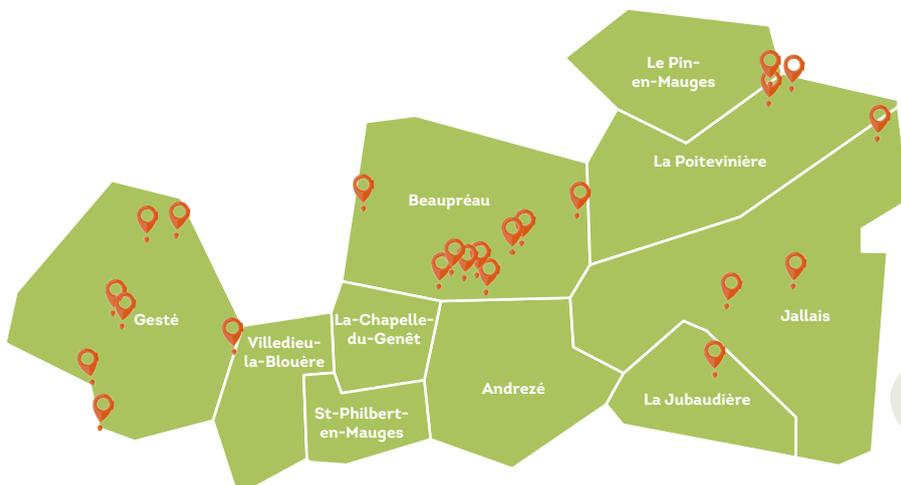 Le Pin-
en-Mauges
La Poitevinière
Beaupréau
Gesté
La-Chapelle-
du-Genêt
Villedieu-
la-Blouère
Jallais
Andrezé
La Jubaudière
St-Philbert-
en-Mauges